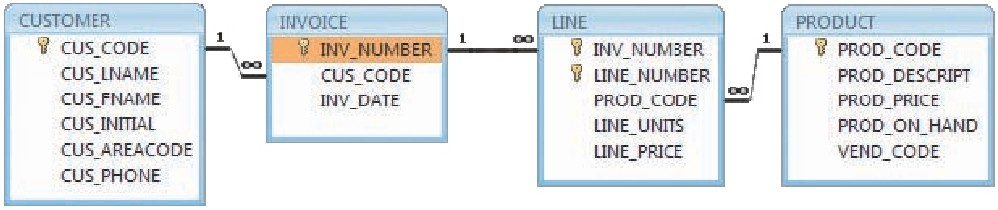 CUSTOMER
CUS_CODE
CUS_LNAME
CUS_FNAME
CUS_INITIAL
CUS_AREACODE
CUS_PHONE
1
∞
INVOICE
INV_NUMBER
CUS_CODE
INV_DATE
1
∞
LINE
INV_NUMBER
LINE_NUMBER
PROD_CODE
LINE_UNITS
LINE_PRICE
∞
1
PRODUCT
PROD_CODE
PROD_DESCRIPT
PROD_PRICE
PROD_ON_HAND
VEND_CODE